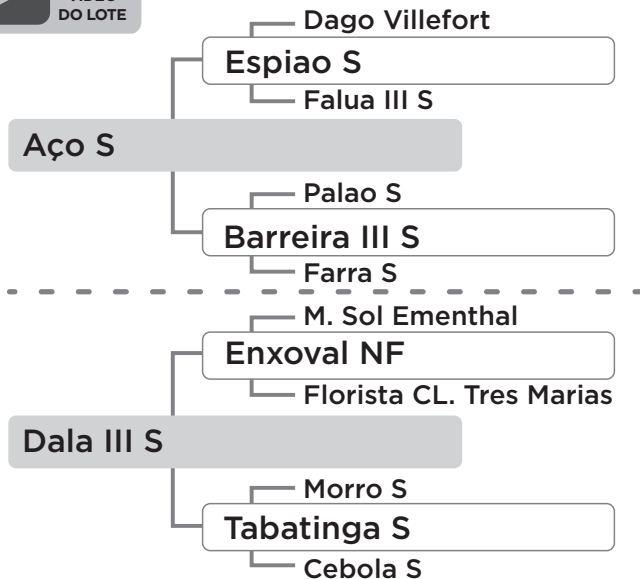 DO LOTE
Dago Villefort
Espiao S
Falua III S
Aço S
Palao S
Barreira III S
Farra S
M. Sol Ementhal
Enxoval NF
Florista CL. Tres Marias
Dala III S
Morro S
Tabatinga S
Cebola S